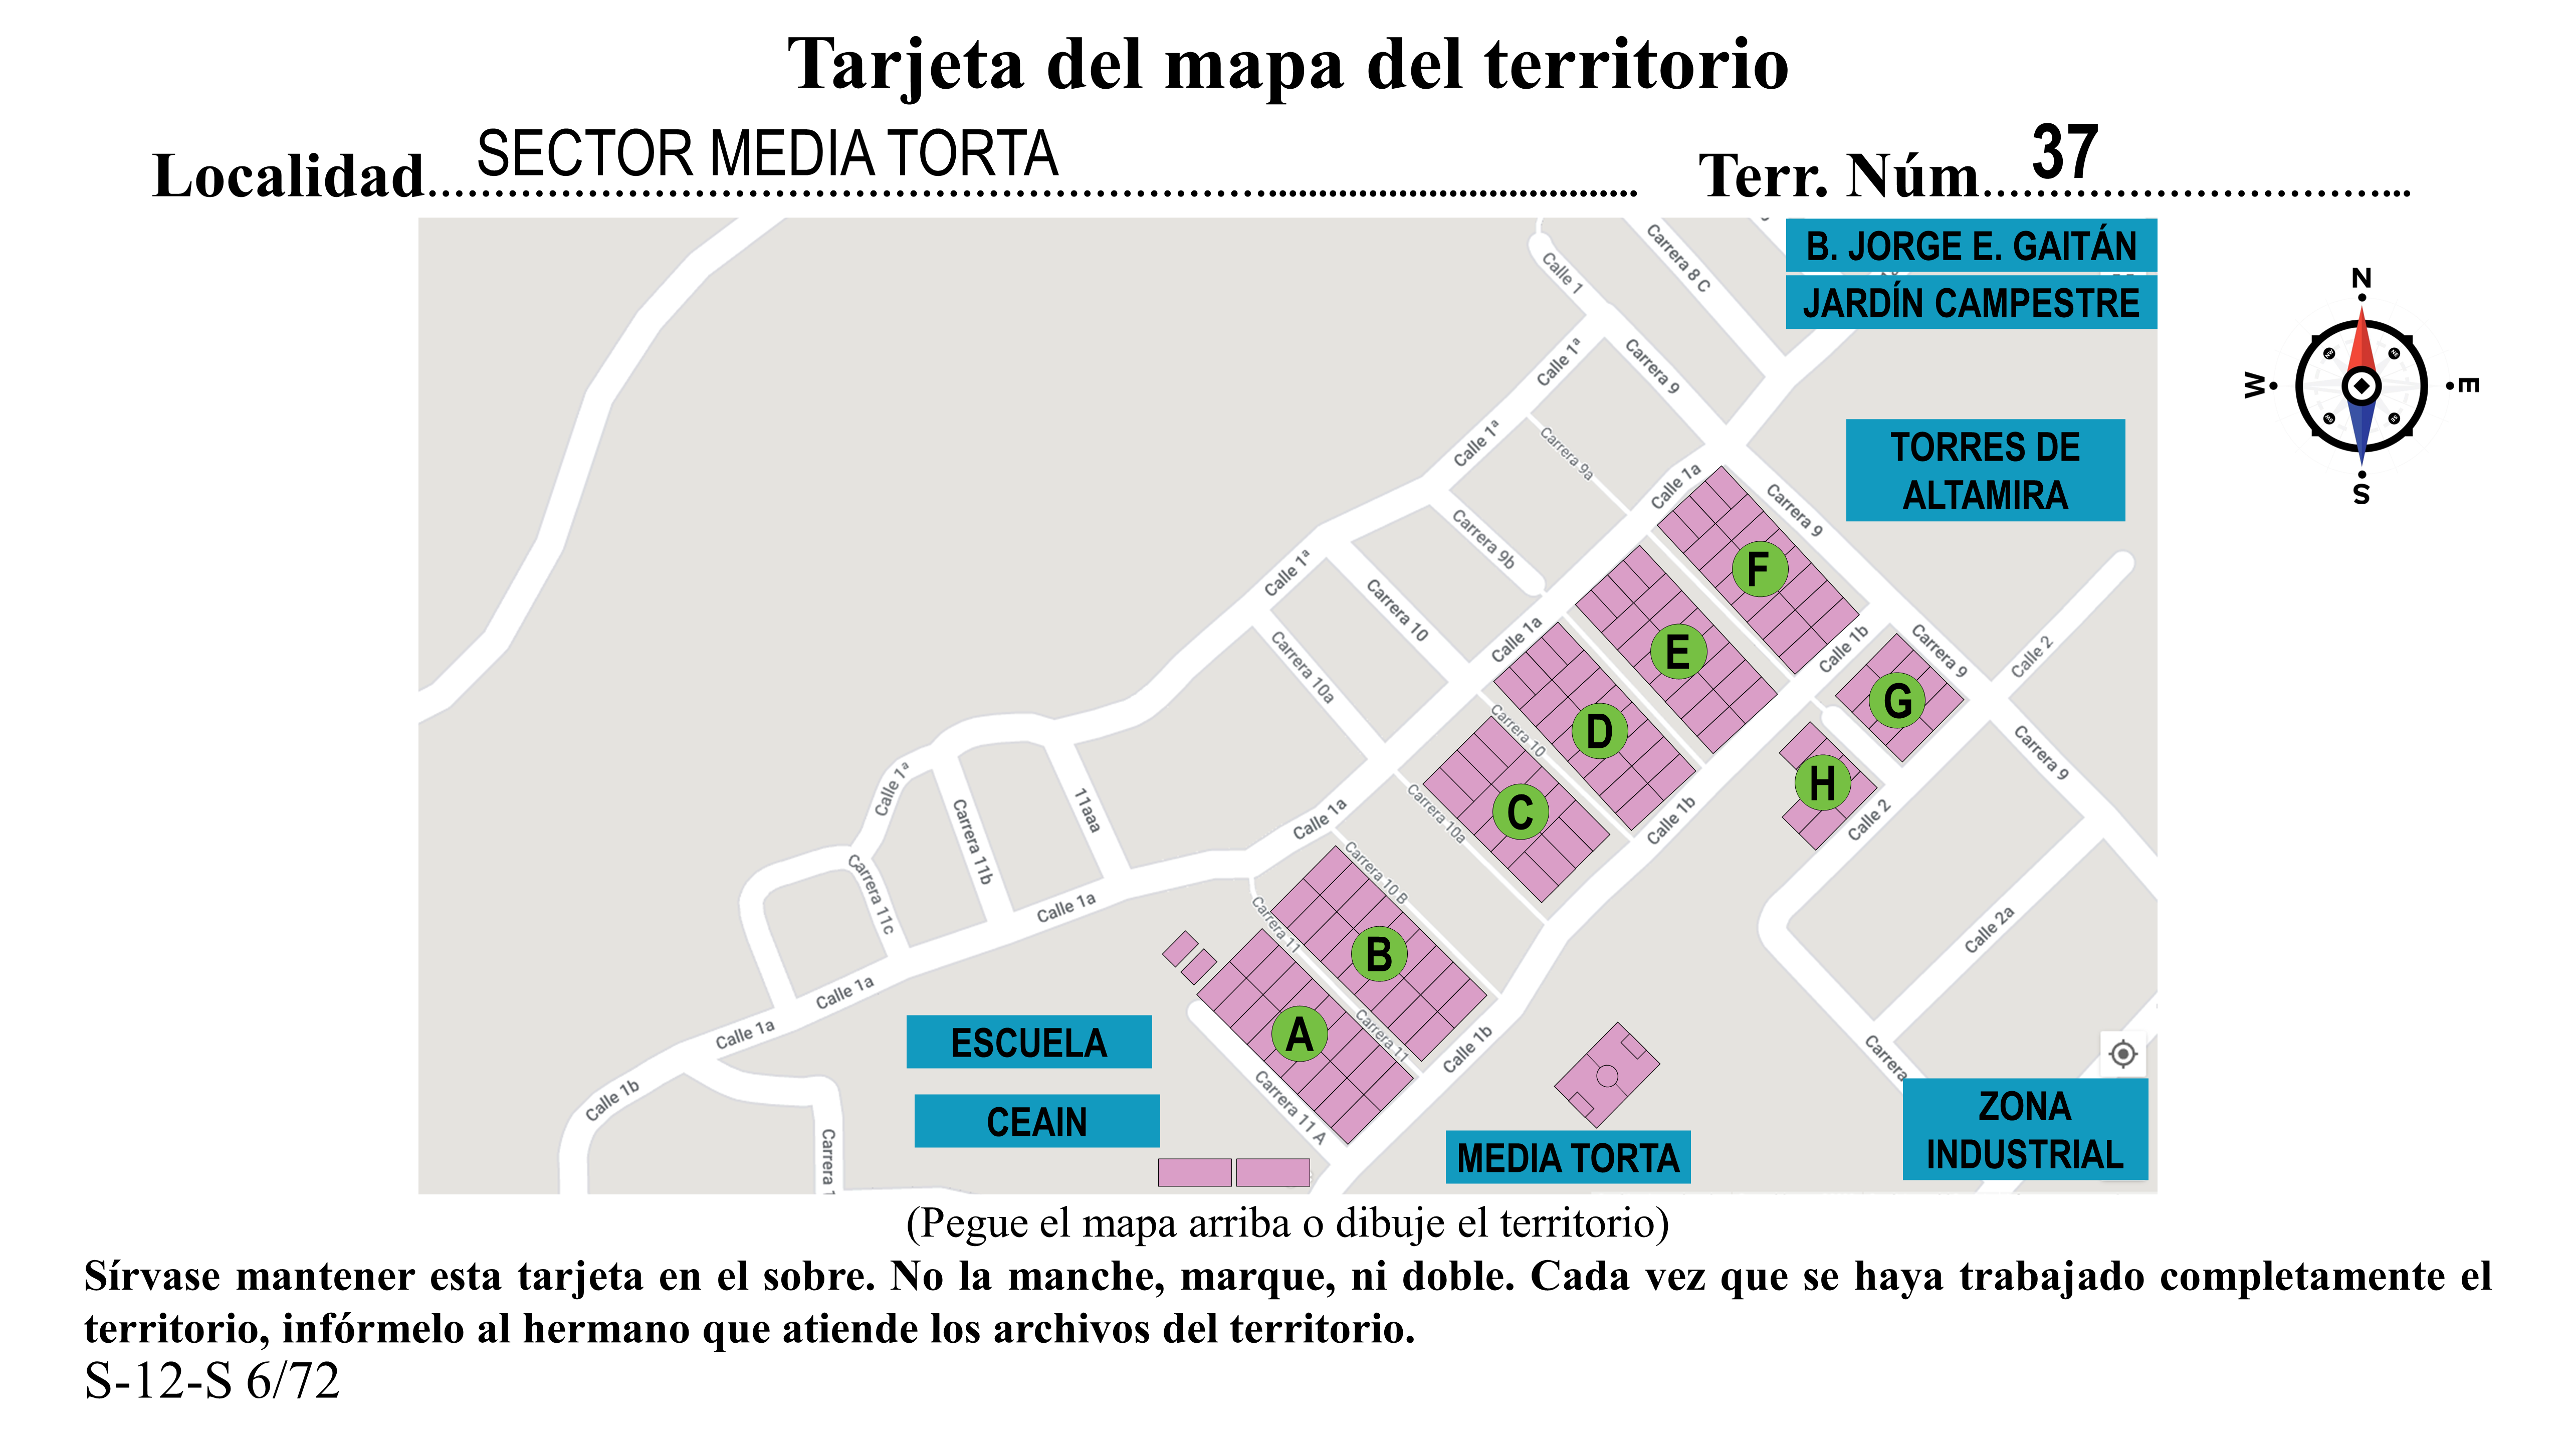 Tarjeta del mapa del territorio
Localidad SECTOR MEDIA TORTA Terr. Núm 37
B. JORGE E. GAITÁN
JARDÍN CAMPESTRE
TORRES DE
ALTAMIRA
N
W
E
S
Calle 1
Carrera 8 C
Calle 1ª
Carrera 9
Calle 1ª
Carrera 9a
Calle 1a
Carrera 9
Carrera 9b
F
Calle 1ª
Carrera 10
Calle 1a
E
Calle 1b
Carrera 9
Calle 2
Carrera 10a
Carrera 10
D
G
Carrera 9
H
Calle 1ª
Carrera 11b
11aaa
Calle 1a
Carrera 10a
C
Calle 1b
Calle 2
Carrera 11c
Calle 1a
Carrera 10 B
Carrera 11
B
Calle 2a
Calle 1a
Calle 1a
Calle 1b
ESCUELA
A
Carrera 11
Calle 1b
Carrera
CEAIN
Carrera 11 A
Carrera 1
MEDIA TORTA
ZONA
INDUSTRIAL
(Pegue el mapa arriba o dibuje el territorio)
Sírvase mantener esta tarjeta en el sobre. No la manche, marque, ni doble. Cada vez que se haya trabajado completamente el
territorio, infórmelo al hermano que atiende los archivos del territorio.
S-12-S 6/72